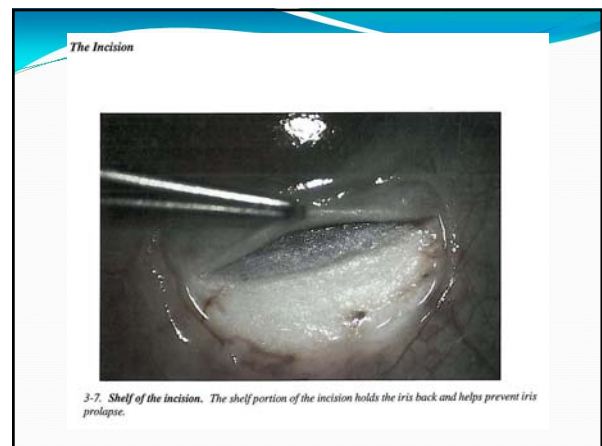 The Incision
3-7. Shelf of the incision. The shelf portion of the incision holds the iris back and helps prevent iris
prolapse.